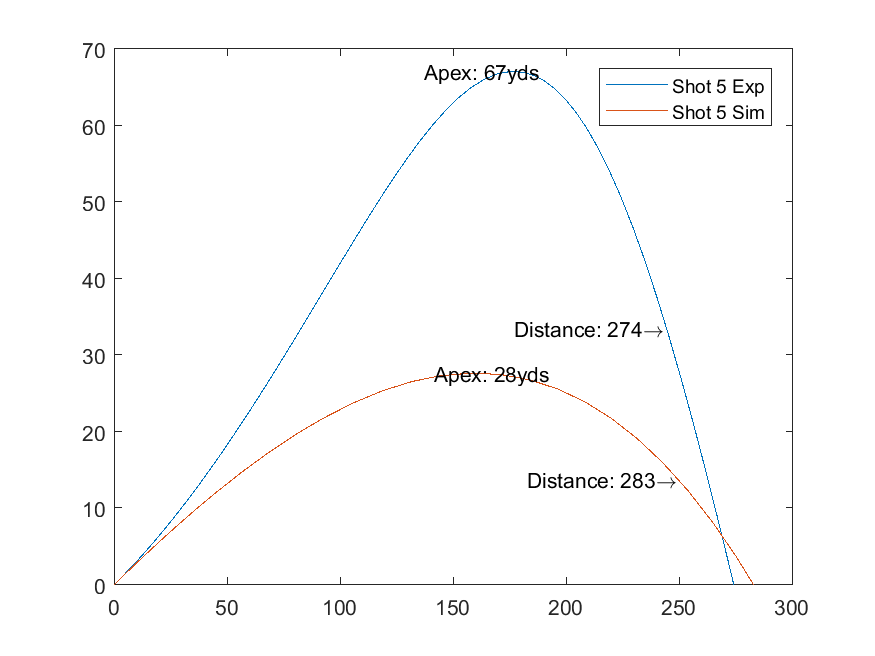 70
60
50
40
30
20
10
0
0 50 100 150 200 250 300
Apex: 67yds
Shot 5 Exp
Shot 5 Sim
Distance: 274→
Apex: 28yds
Distance: 283→